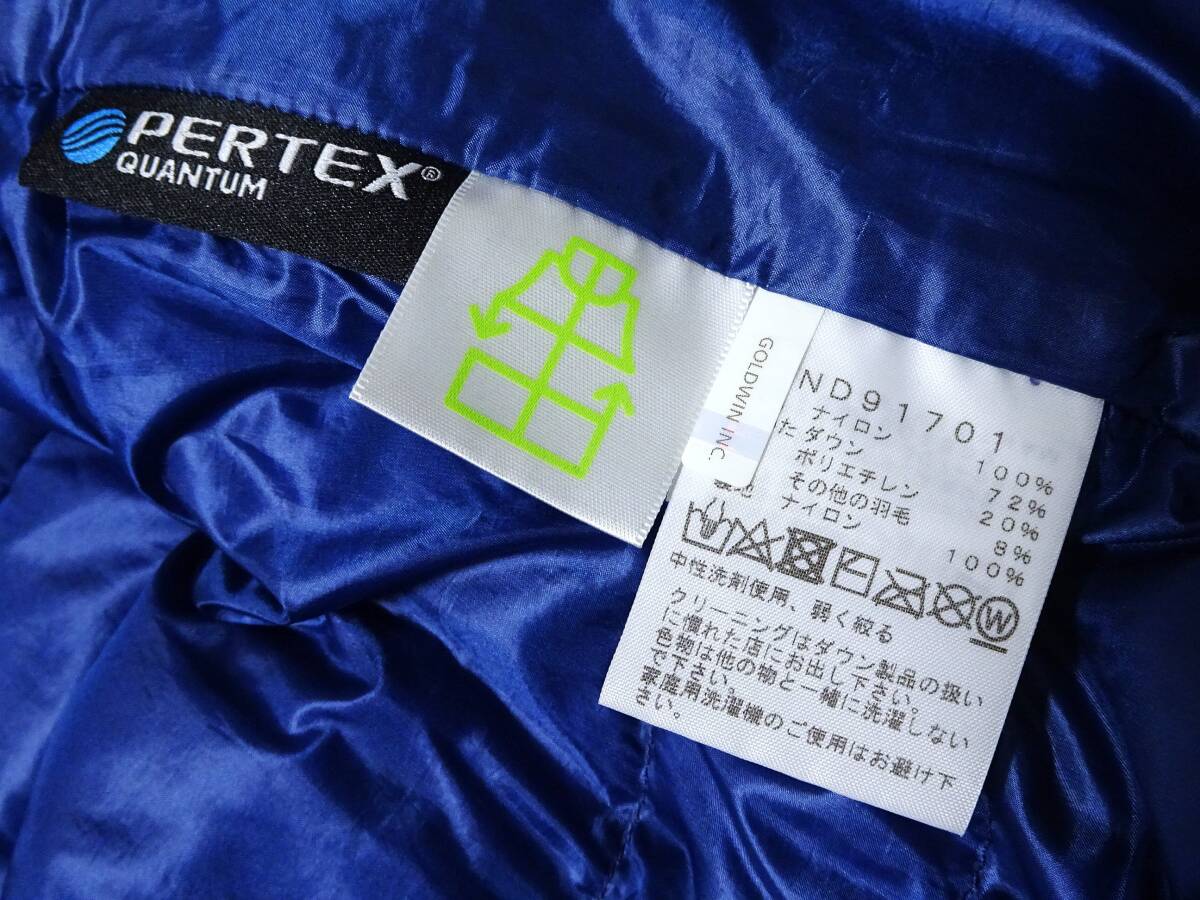 PERTEX®
QUANTUM
GOLDWIN INC.
ND91701
ナイロン 100%
た ダウン 72%
ポリエチレン 20%
その他の羽毛 8%
ナイロン 100%
W
中性洗剤使用、弱く絞る
クリーニングはダウン製品の扱い
に慣れた店にお出し下さい。
色物は他の物と一緒に洗濯しない
で下さい。
家庭用洗濯機のご使用はお避け下
さい。